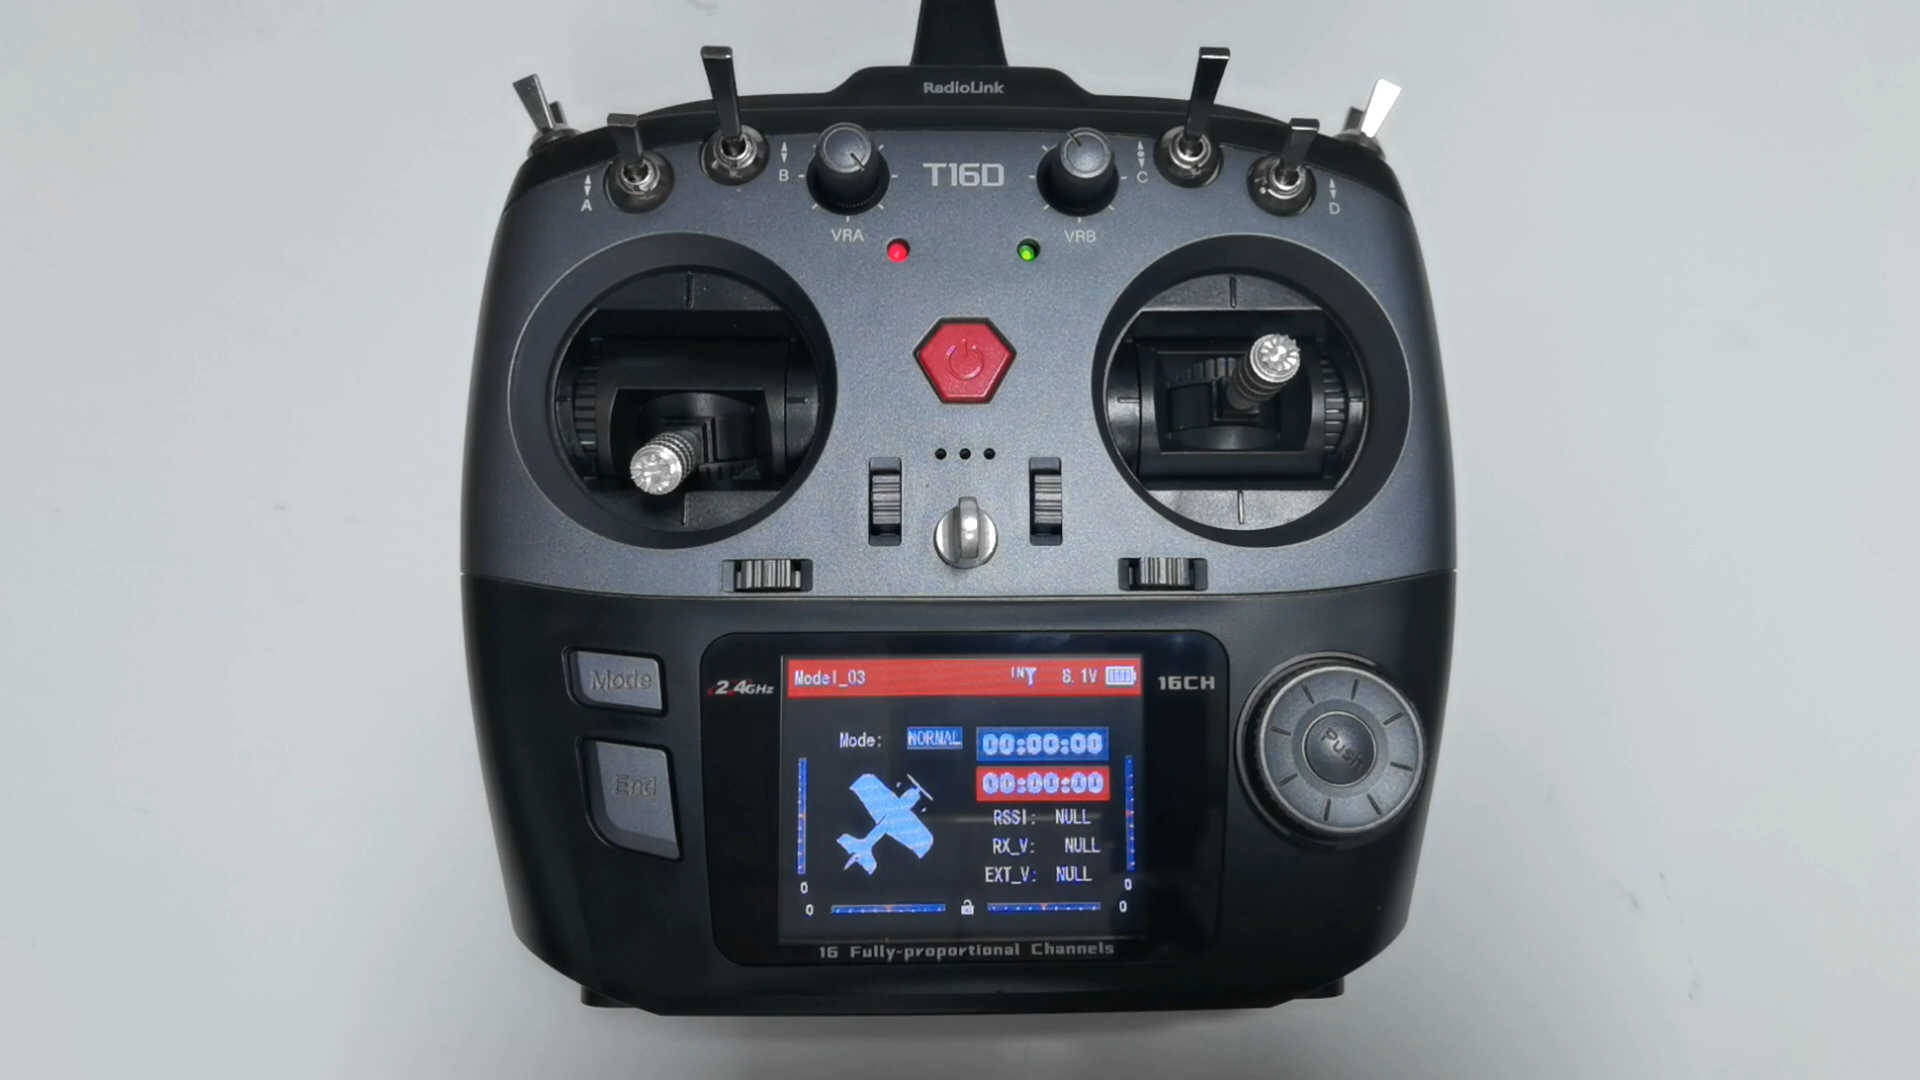 RadioLink
T16D
A
B
C
D
VRA
VRB
Mode
End
2.4GHz
16CH
Push
Model_03
INT 8.1V
Mode: NORMAL
00:00:00
00:00:00
RSSI: NULL
RX_V: NULL
EXT_V: NULL
0
0
0
0
16 Fully-proportional Channels